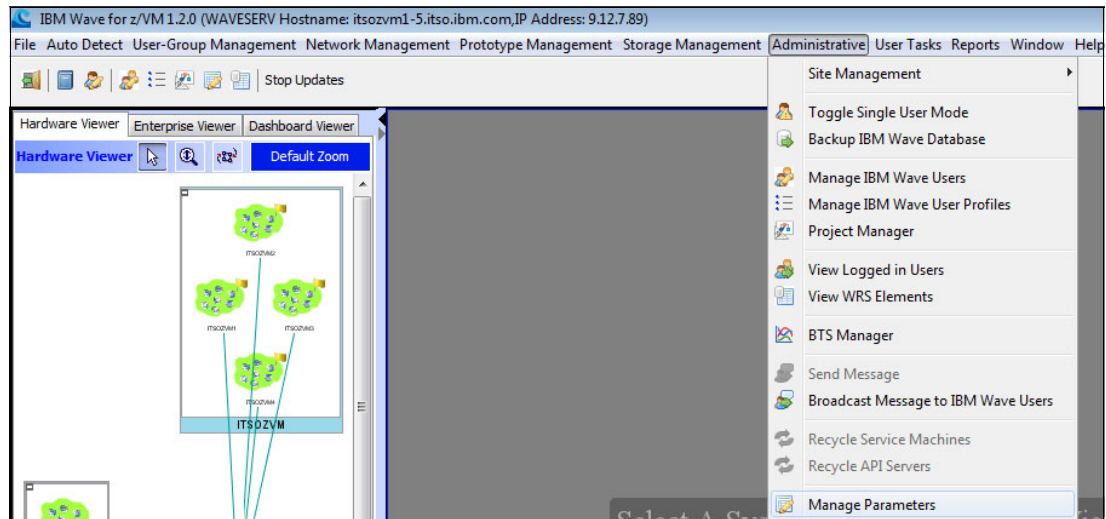 IBM Wave for z/VM 1.2.0 (WAVESERV Hostname: itsozvm1-5.itso.ibm.com,IP Address: 9.12.7.89)
File Auto Detect User-Group Management Network Management Prototype Management Storage Management Administrative User Tasks Reports Window Help
Stop Updates
Hardware Viewer Enterprise Viewer Dashboard Viewer
Hardware Viewer Default Zoom
ITSOZVM2
ITSOZVM1 ITSOZVM3
ITSOZVM4
ITSOZVM
Site Management
Toggle Single User Mode
Backup IBM Wave Database
Manage IBM Wave Users
Manage IBM Wave User Profiles
Project Manager
View Logged in Users
View WRS Elements
BTS Manager
Send Message
Broadcast Message to IBM Wave Users
Recycle Service Machines
Recycle API Servers
Manage Parameters
Select A